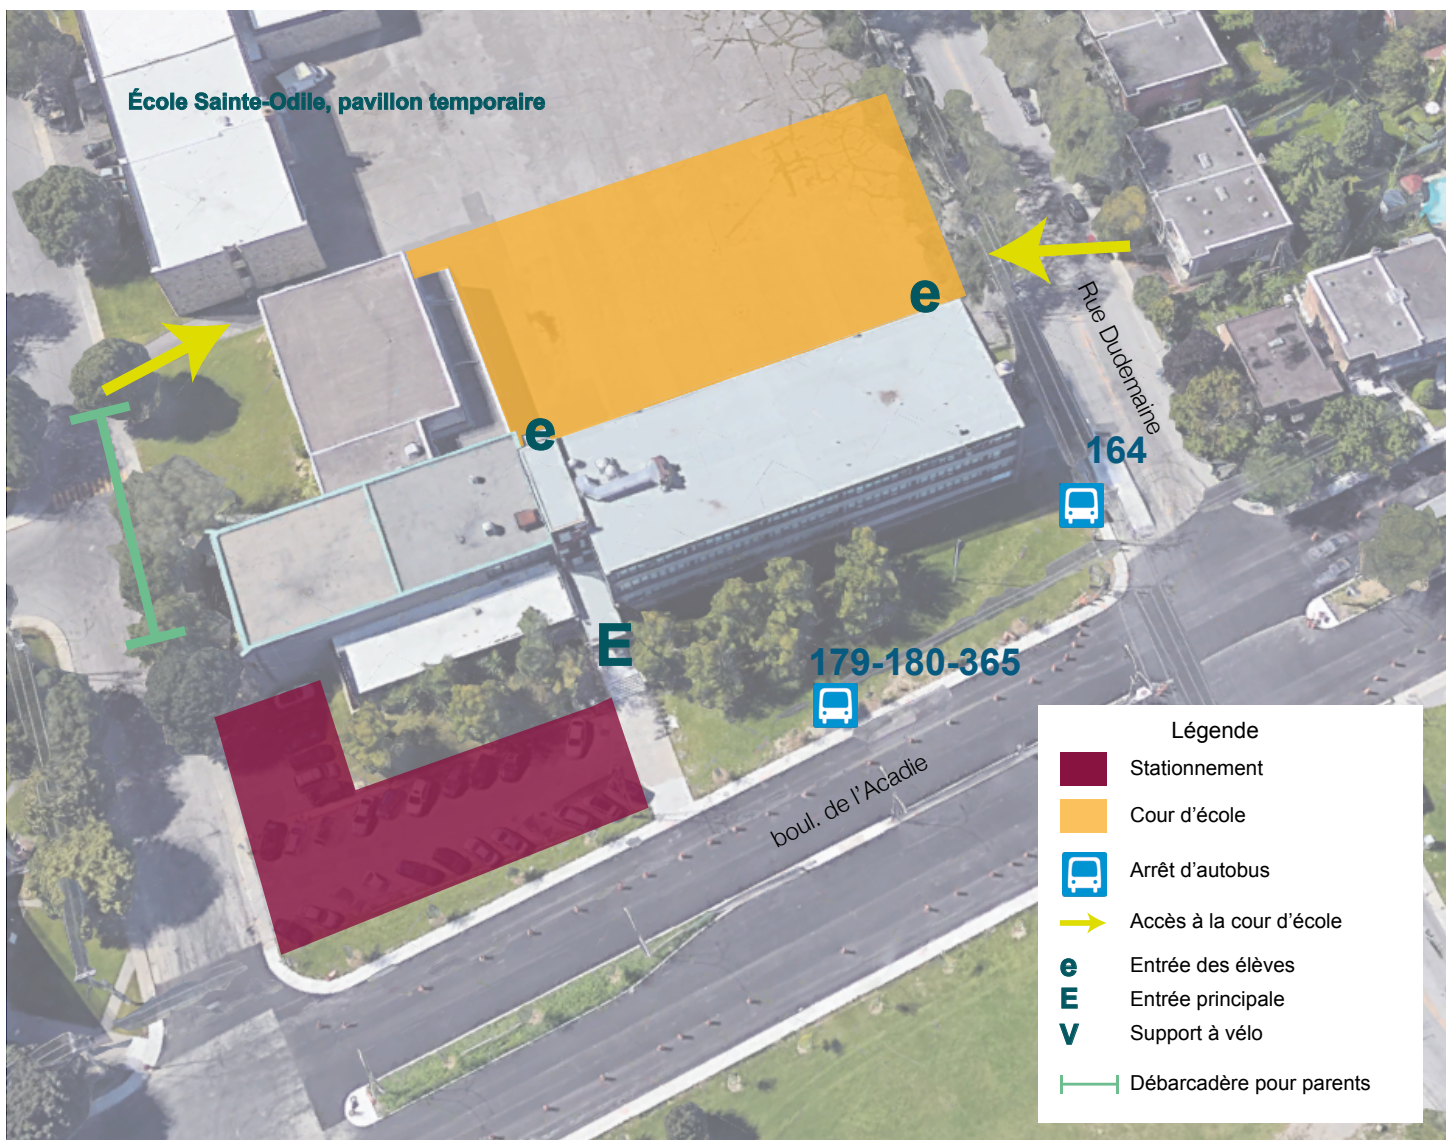 École Sainte-Odile, pavillon temporaire
e
Rue Dudemaine
e
164
E
179-180-365
boul. de l'Acadie
Légende
Stationnement
Cour d'école
Arrêt d'autobus
Accès à la cour d'école
e Entrée des élèves
E Entrée principale
V Support à vélo
Débarcadère pour parents